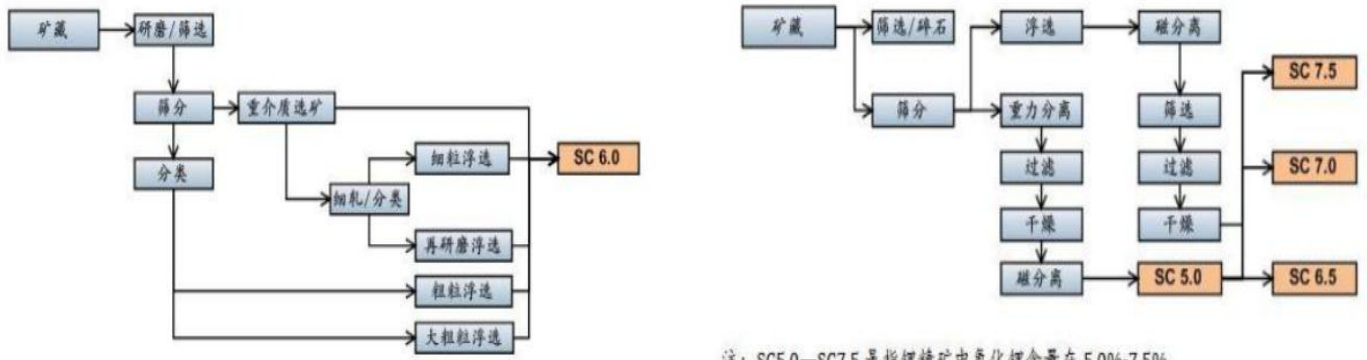 矿藏
研磨/筛选
筛分
重介质选矿
分类
细粒浮选
SC 6.0
细轧/分类
再研磨浮选
粗粒浮选
大粗粒浮选
矿藏
筛选/碎石
浮选
磁分离
SC 7.5
筛分
重力分离
筛选
过滤
过滤
SC 7.0
干燥
干燥
磁分离
SC 5.0
SC 6.5
注：SC5.0—SC7.5 是指锂辉矿中氧化锂含量在 5.0%-7.5%